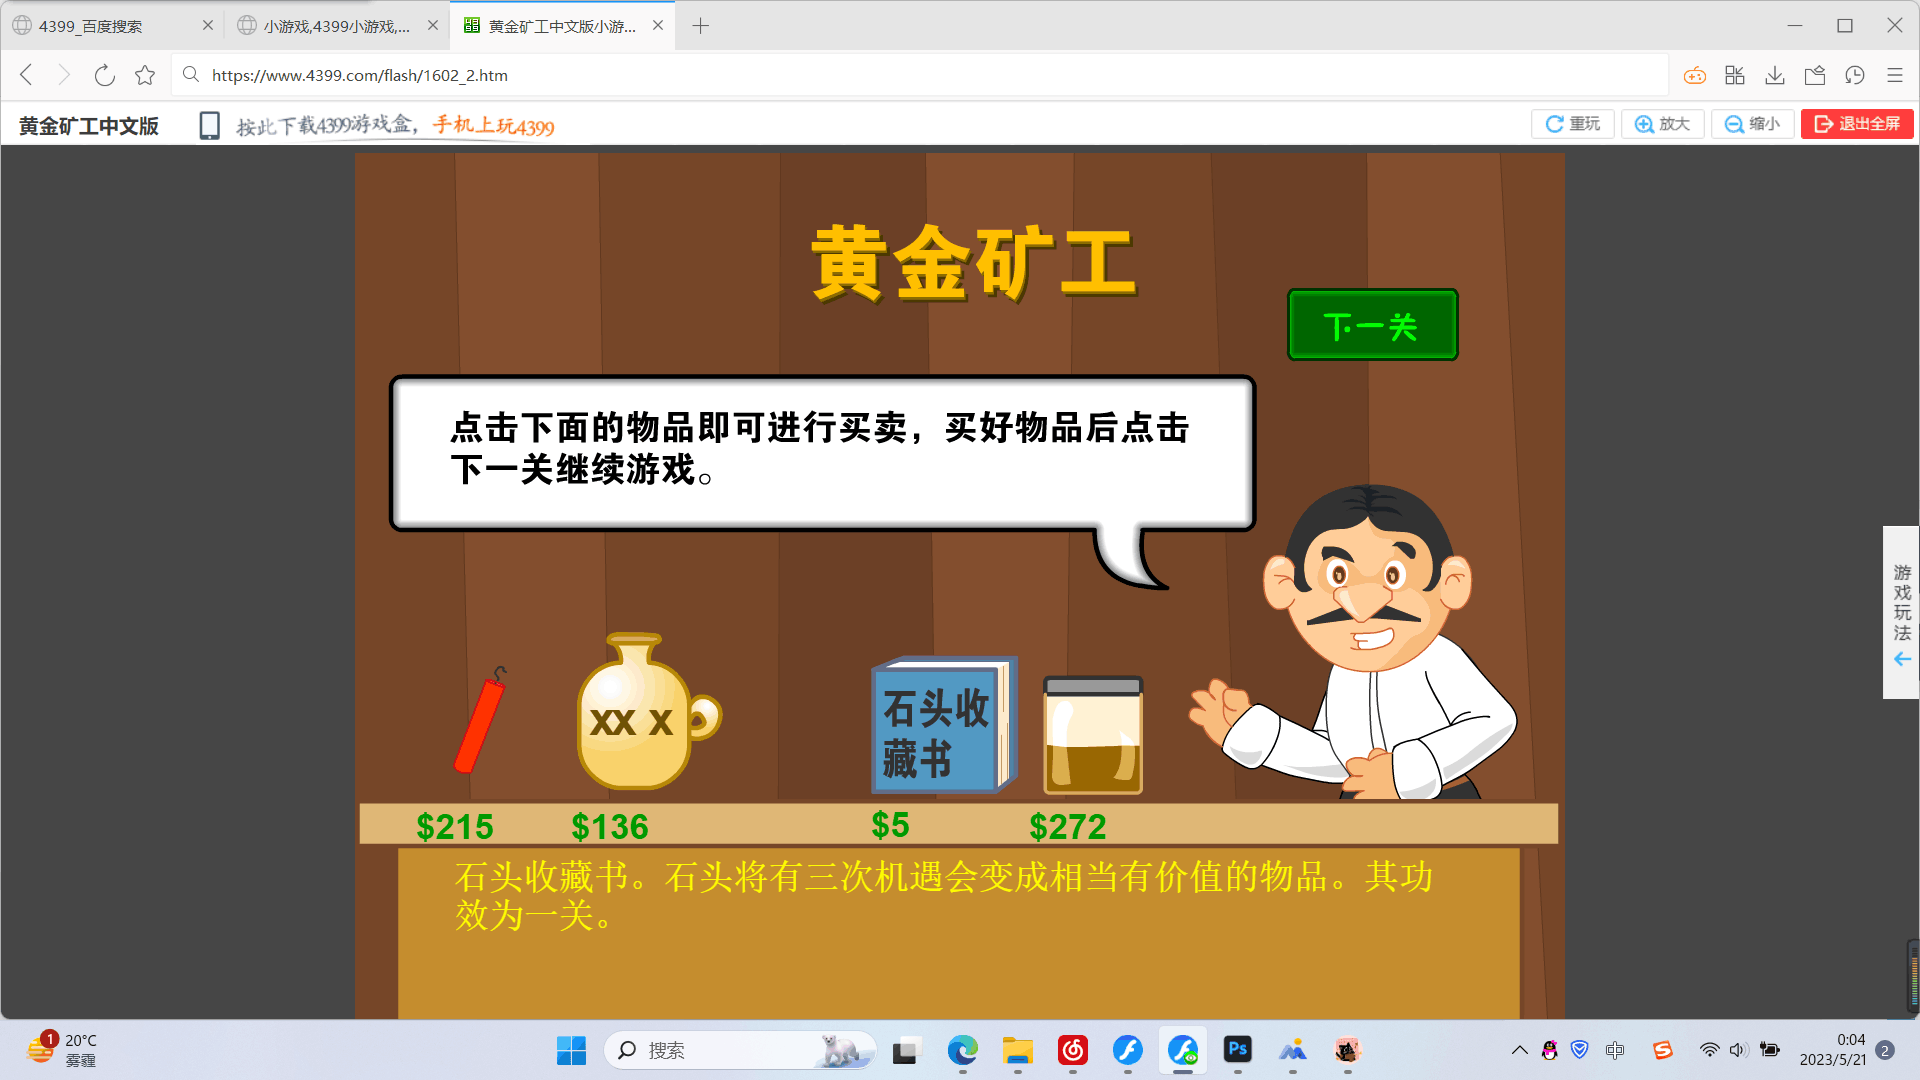 4399_百度搜索
小游戏,4399小游戏,...
黄金矿工中文版小游...
https://www.4399.com/flash/1602_2.htm
黄金矿工中文版
按此下载4399游戏盒，手机上玩4399
重玩
放大
缩小
退出全屏
黄金矿工
下一关
点击下面的物品即可进行买卖，买好物品后点击
下一关继续游戏。
XX X
石头收
藏书
$215
$136
$5
$272
石头收藏书。石头将有三次机遇会变成相当有价值的物品。其功
效为一关。
游戏玩法
1
20°C
雾霾
搜索
Ps
中
S
0:04
2023/5/21
2